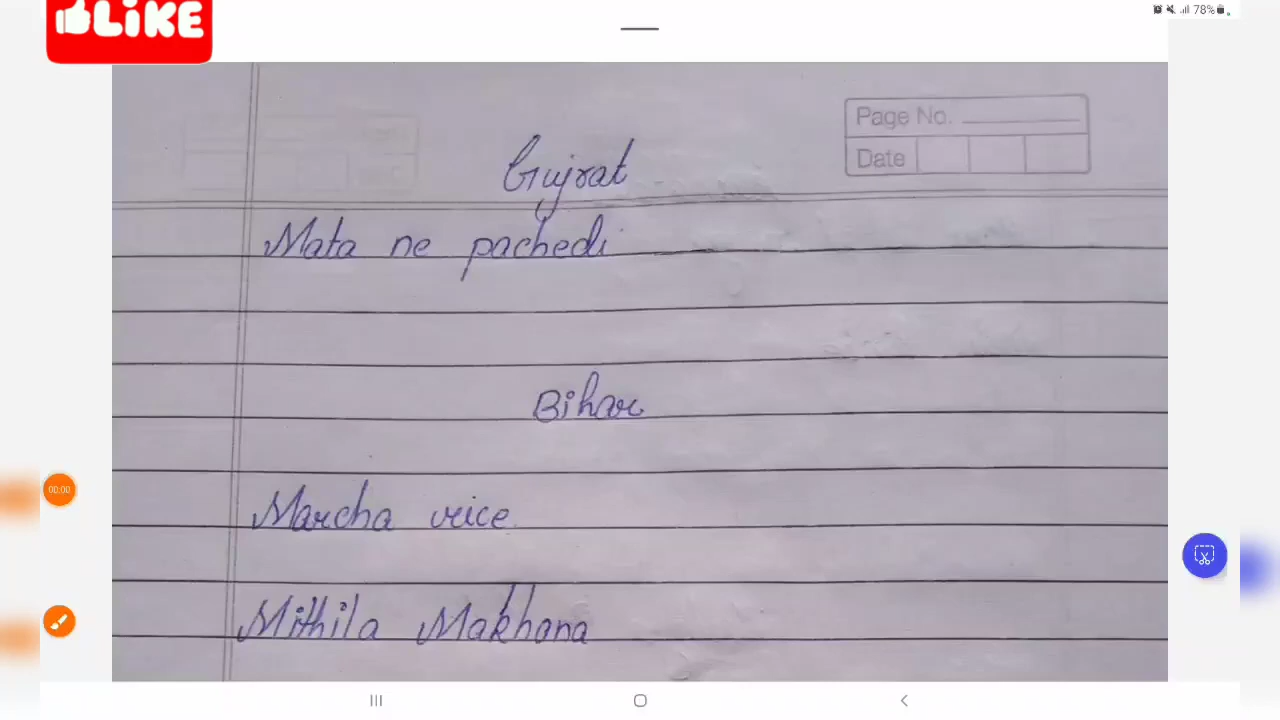 LIKE
78%
Page No.
Date
Gujrat
Mata ne pachedi
Bihar
Marcha rice
00:00
Mithila Makhana